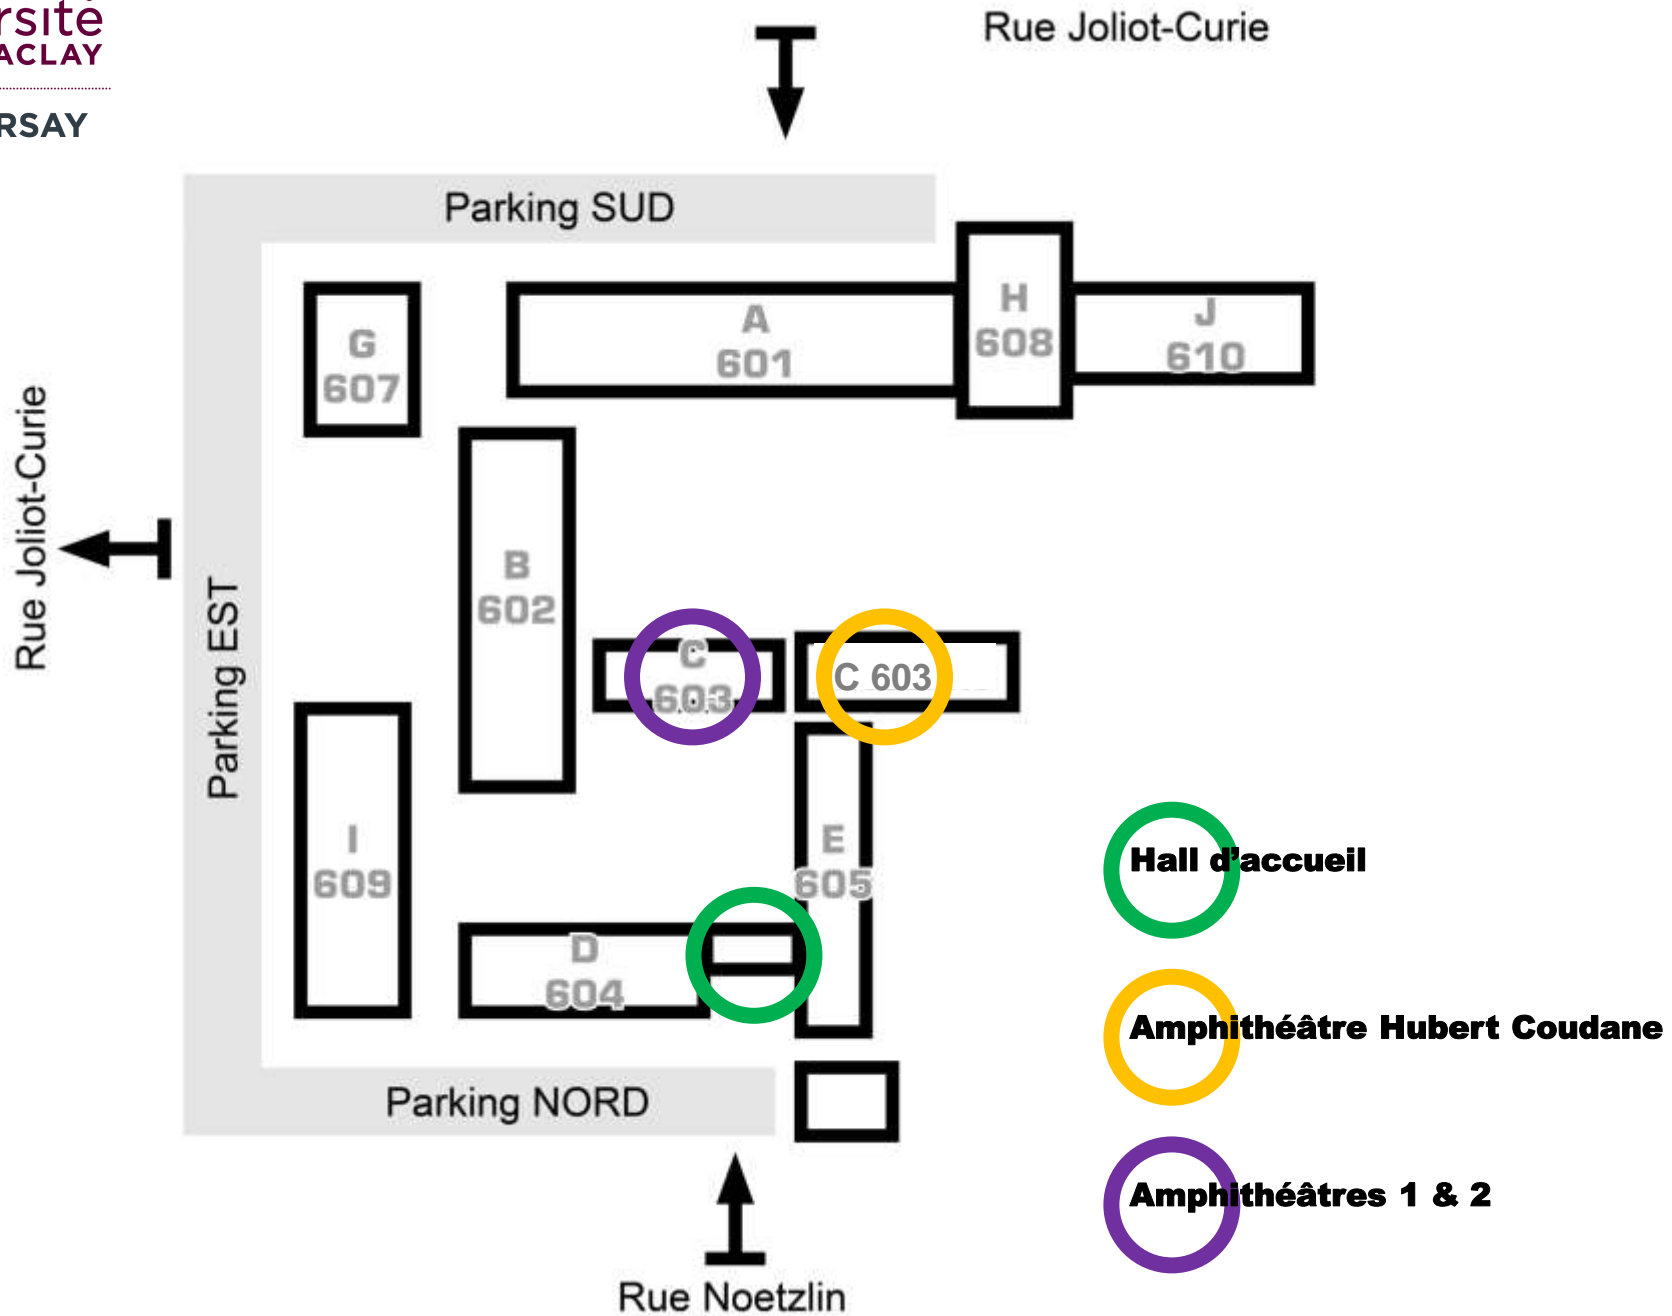 rsité
ACLAY
RSAY
Rue Joliot-Curie
Parking SUD
G
607
A
601
H
608
J
610
Rue Joliot-Curie
Parking EST
B
602
C
603
C 603
I
609
E
605
D
604
Hall d'accueil
Amphithéâtre Hubert Coudane
Amphithéâtres 1 & 2
Parking NORD
Rue Noetzlin